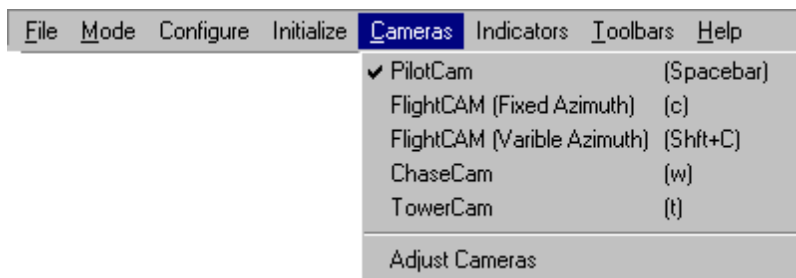 File Mode Configure Initialize Cameras Indicators Toolbars Help
PilotCam (Spacebar)
FlightCAM (Fixed Azimuth) (c)
FlightCAM (Varible Azimuth) (Shft+C)
ChaseCam (w)
TowerCam (t)
Adjust Cameras